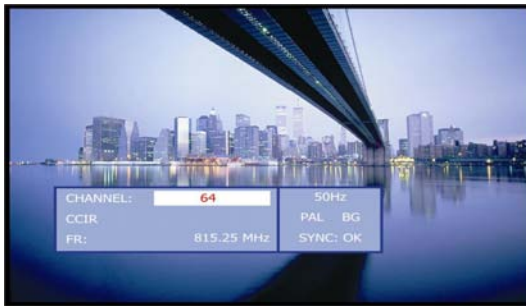 CHANNEL: 64
CCIR
FR: 815.25 MHz
50Hz
PAL BG
SYNC: OK